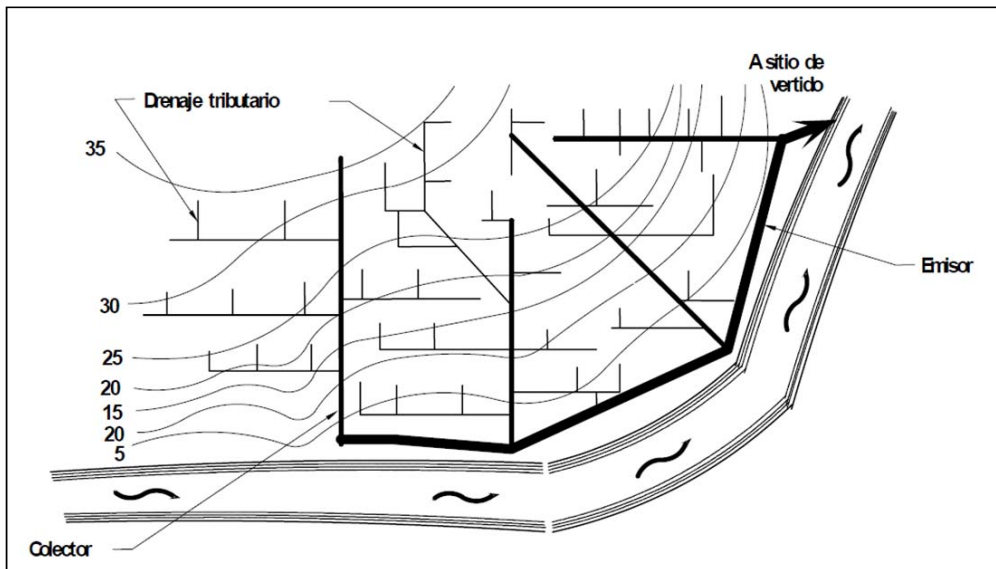 A sitio de
vertido
Drenaje tributario
35
30
25
20
15
20
5
Emisor
Colector